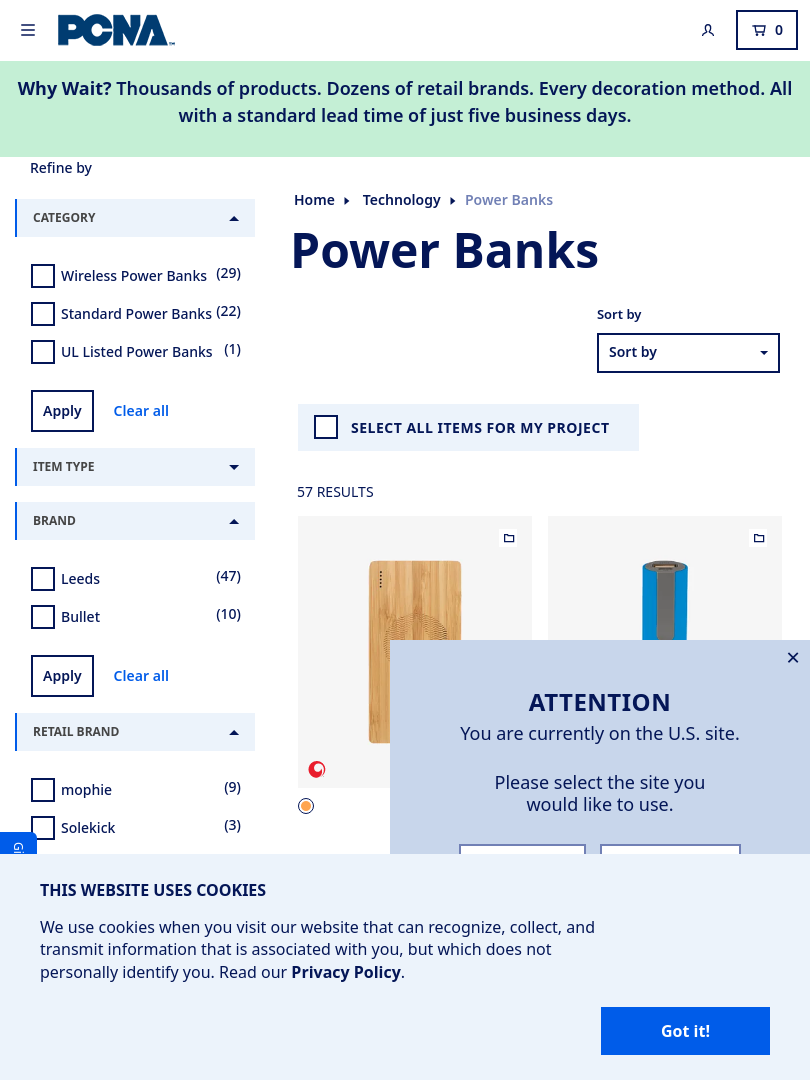 PCNA
0
Why Wait? Thousands of products. Dozens of retail brands. Every decoration method. All
with a standard lead time of just five business days.
Refine by
CATEGORY
Wireless Power Banks (29)
Standard Power Banks (22)
UL Listed Power Banks (1)
Apply Clear all
ITEM TYPE
BRAND
Leeds (47)
Bullet (10)
Apply Clear all
RETAIL BRAND
mophie (9)
Solekick (3)
Home Technology Power Banks
Power Banks
Sort by
Sort by
SELECT ALL ITEMS FOR MY PROJECT
57 RESULTS
ATTENTION
You are currently on the U.S. site.
Please select the site you
would like to use.
THIS WEBSITE USES COOKIES
We use cookies when you visit our website that can recognize, collect, and
transmit information that is associated with you, but which does not
personally identify you. Read our Privacy Policy.
Got it!